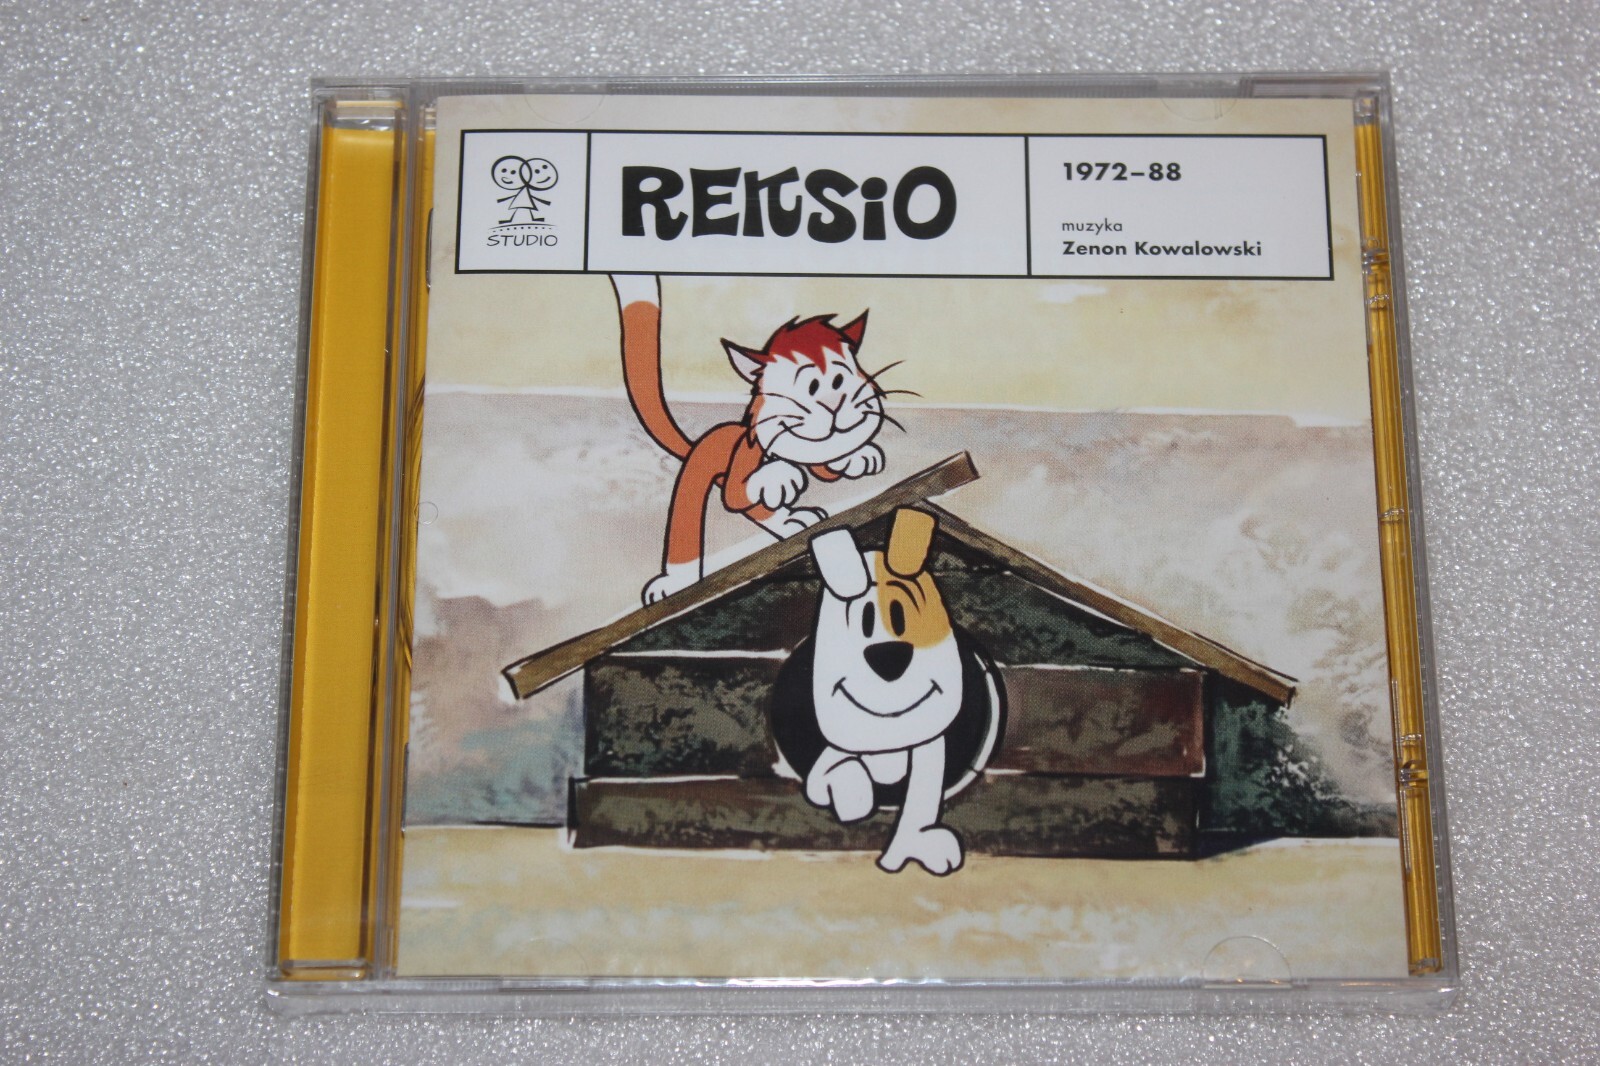 STUDIO
REKSiO
1972–88
muzyka
Zenon Kowalowski